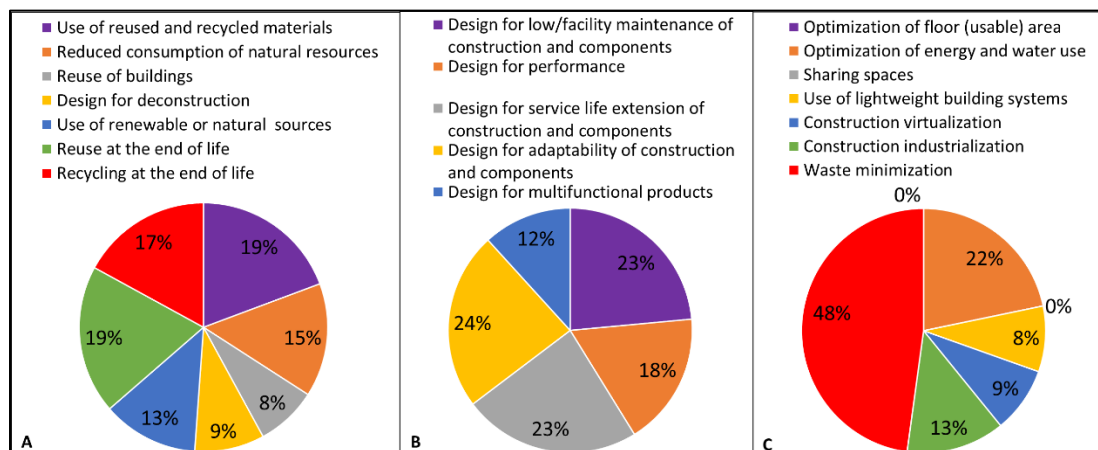 Use of reused and recycled materials
Reduced consumption of natural resources
Reuse of buildings
Design for deconstruction
Use of renewable or natural sources
Reuse at the end of life
Recycling at the end of life
17%
19%
19%
15%
13%
9%
8%
A
Design for low/facility maintenance of
construction and components
Design for performance
Design for service life extension of
construction and components
Design for adaptability of construction
and components
Design for multifunctional products
12%
23%
24%
18%
23%
B
Optimization of floor (usable) area
Optimization of energy and water use
Sharing spaces
Use of lightweight building systems
Construction virtualization
Construction industrialization
Waste minimization
0%
22%
48%
0%
8%
9%
13%
C